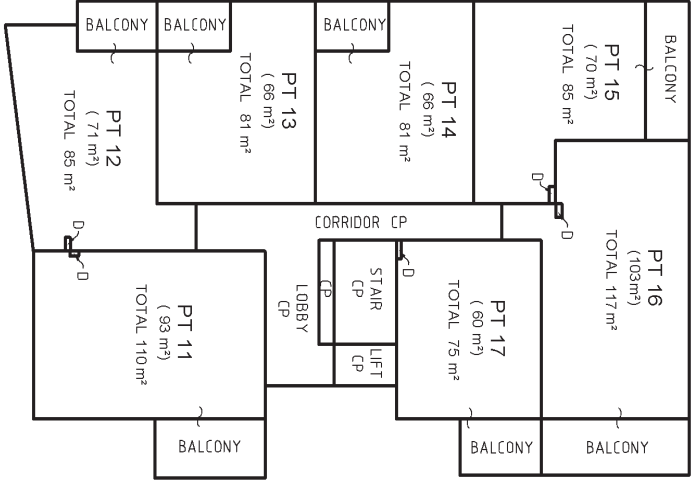 BALCONY
BALCONY
BALCONY
BALCONY
PT 12
( 71 m²)
TOTAL 85 m²
PT 13
( 66 m²)
TOTAL 81 m²
PT 14
( 66 m²)
TOTAL 81 m²
PT 15
( 70 m²)
TOTAL 85 m²
D
D
CORRIDOR CP
D
D
D
PT 11
( 93 m²)
TOTAL 110 m²
LOBBY
CP
CP
STAIR
CP
LIFT
CP
PT 17
( 60 m²)
TOTAL 75 m²
PT 16
(103m²)
TOTAL 117 m²
BALCONY
BALCONY
BALCONY